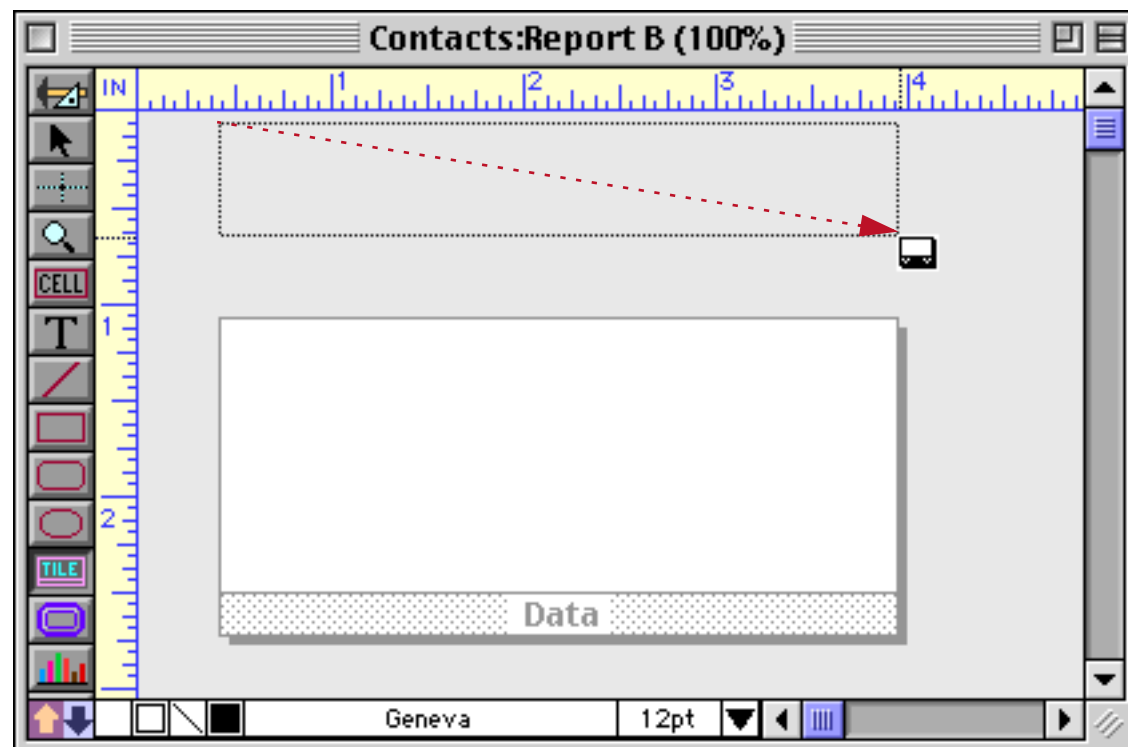 Contacts:Report B (100%)
IN 1 2 3 4
CELL
T
1
2
TILE
Data
Geneva 12pt